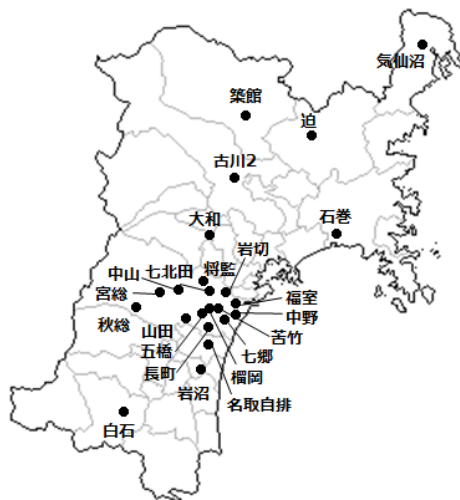 気仙沼
築館
迫
古川2
大和
石巻
岩切
将監
中山
七北田
宮総
福室
秋総
中野
山田
苦竹
五橋
七郷
長町
榴岡
岩沼
名取自排
白石